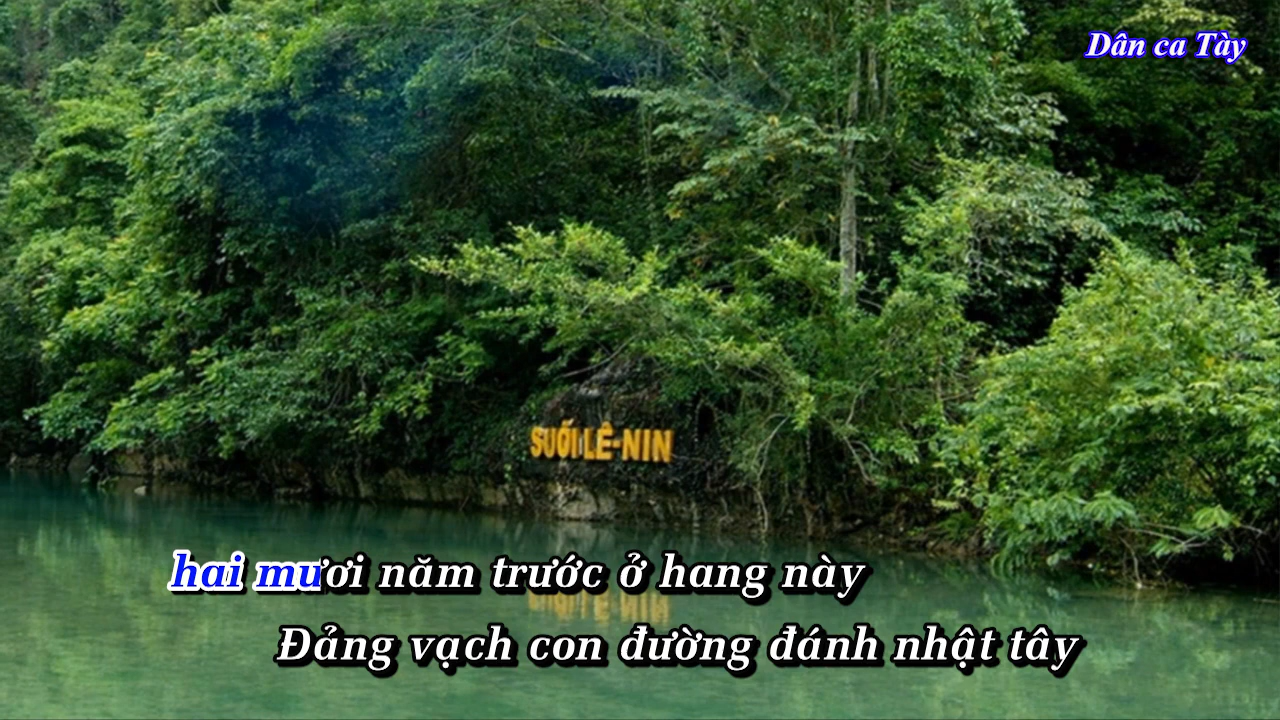 Dân ca Tày
SUỐI LÊ-NIN
hai mươi năm trước ở hang này
Đảng vạch con đường đánh nhật tây